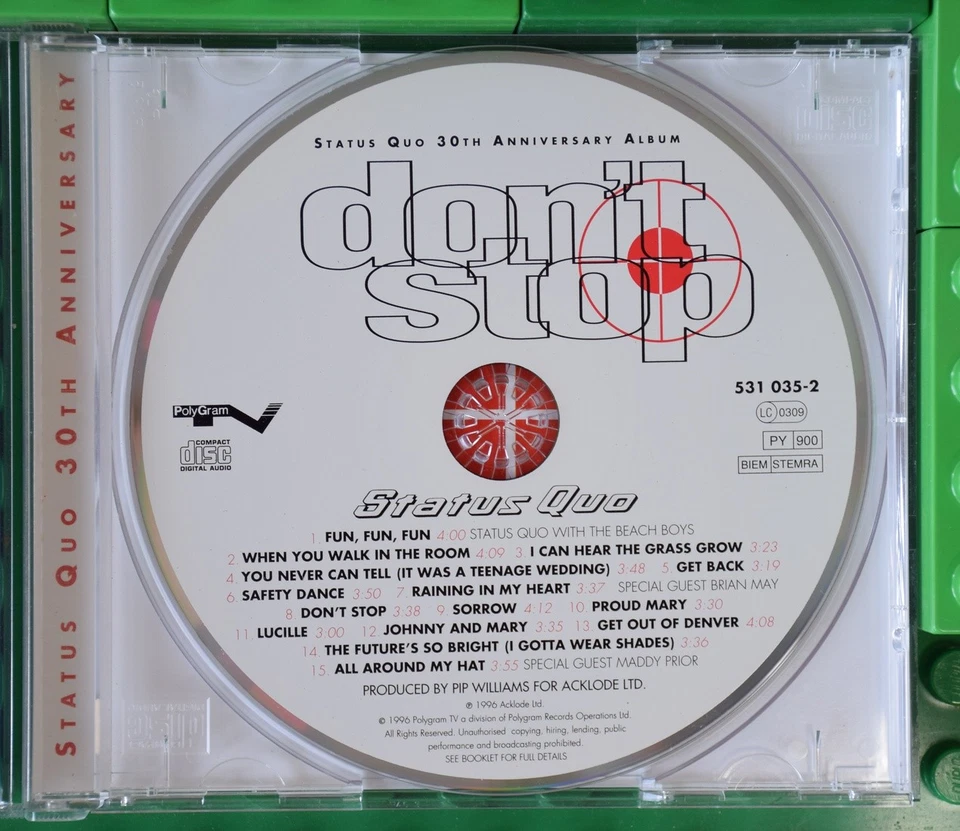 STATUS QUO 30TH ANNIVERSARY
STATUS QUO 30TH ANNIVERSARY ALBUM
don't
stop
531 035-2
LC 0309
PolyGram TV
PY 900
COMPACT
disc
DIGITAL AUDIO
BIEM STEMRA
Status Quo
1. FUN, FUN, FUN 4:00 STATUS QUO WITH THE BEACH BOYS
2. WHEN YOU WALK IN THE ROOM 4:09 3. I CAN HEAR THE GRASS GROW 3:23
4. YOU NEVER CAN TELL (IT WAS A TEENAGE WEDDING) 3:48 5. GET BACK 3:19
6. SAFETY DANCE 3:50 7. RAINING IN MY HEART 3:37 SPECIAL GUEST BRIAN MAY
8. DON'T STOP 3:38 9. SORROW 4:12 10. PROUD MARY 3:30
11. LUCILLE 3:00 12. JOHNNY AND MARY 3:35 13. GET OUT OF DENVER 4:08
14. THE FUTURE'S SO BRIGHT (I GOTTA WEAR SHADES) 3:36
15. ALL AROUND MY HAT 3:55 SPECIAL GUEST MADDY PRIOR
PRODUCED BY PIP WILLIAMS FOR ACKLODE LTD.
℗ 1996 Acklode Ltd.
© 1996 Polygram TV a division of Polygram Records Operations Ltd.
All Rights Reserved. Unauthorised copying, hiring, lending, public
performance and broadcasting prohibited.
SEE BOOKLET FOR FULL DETAILS